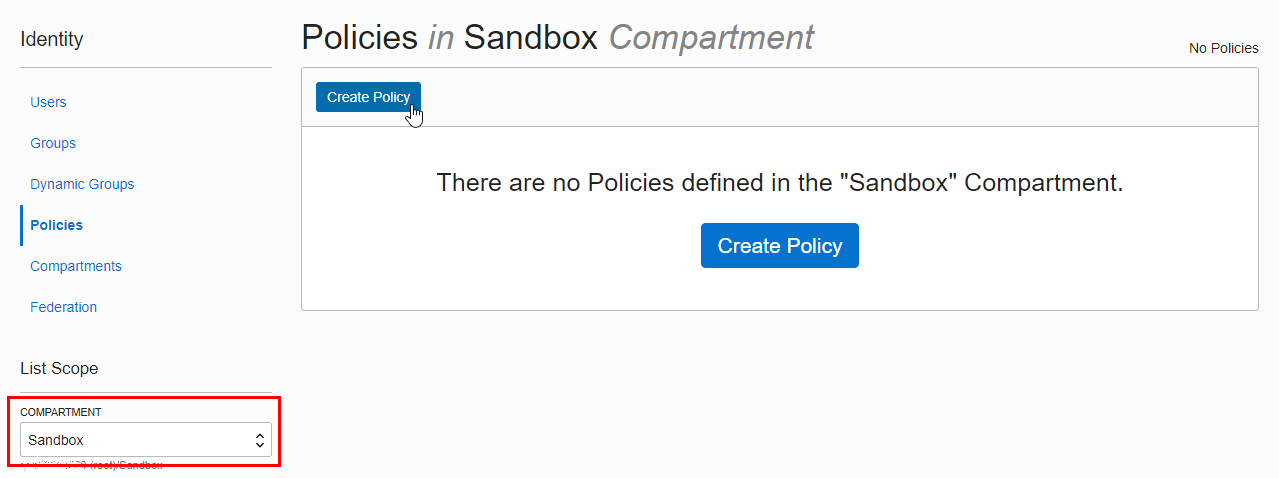 Identity
Users
Groups
Dynamic Groups
Policies
Compartments
Federation
List Scope
COMPARTMENT
Sandbox
(root)/Sandbox
Policies in Sandbox Compartment
No Policies
Create Policy
There are no Policies defined in the "Sandbox" Compartment.
Create Policy